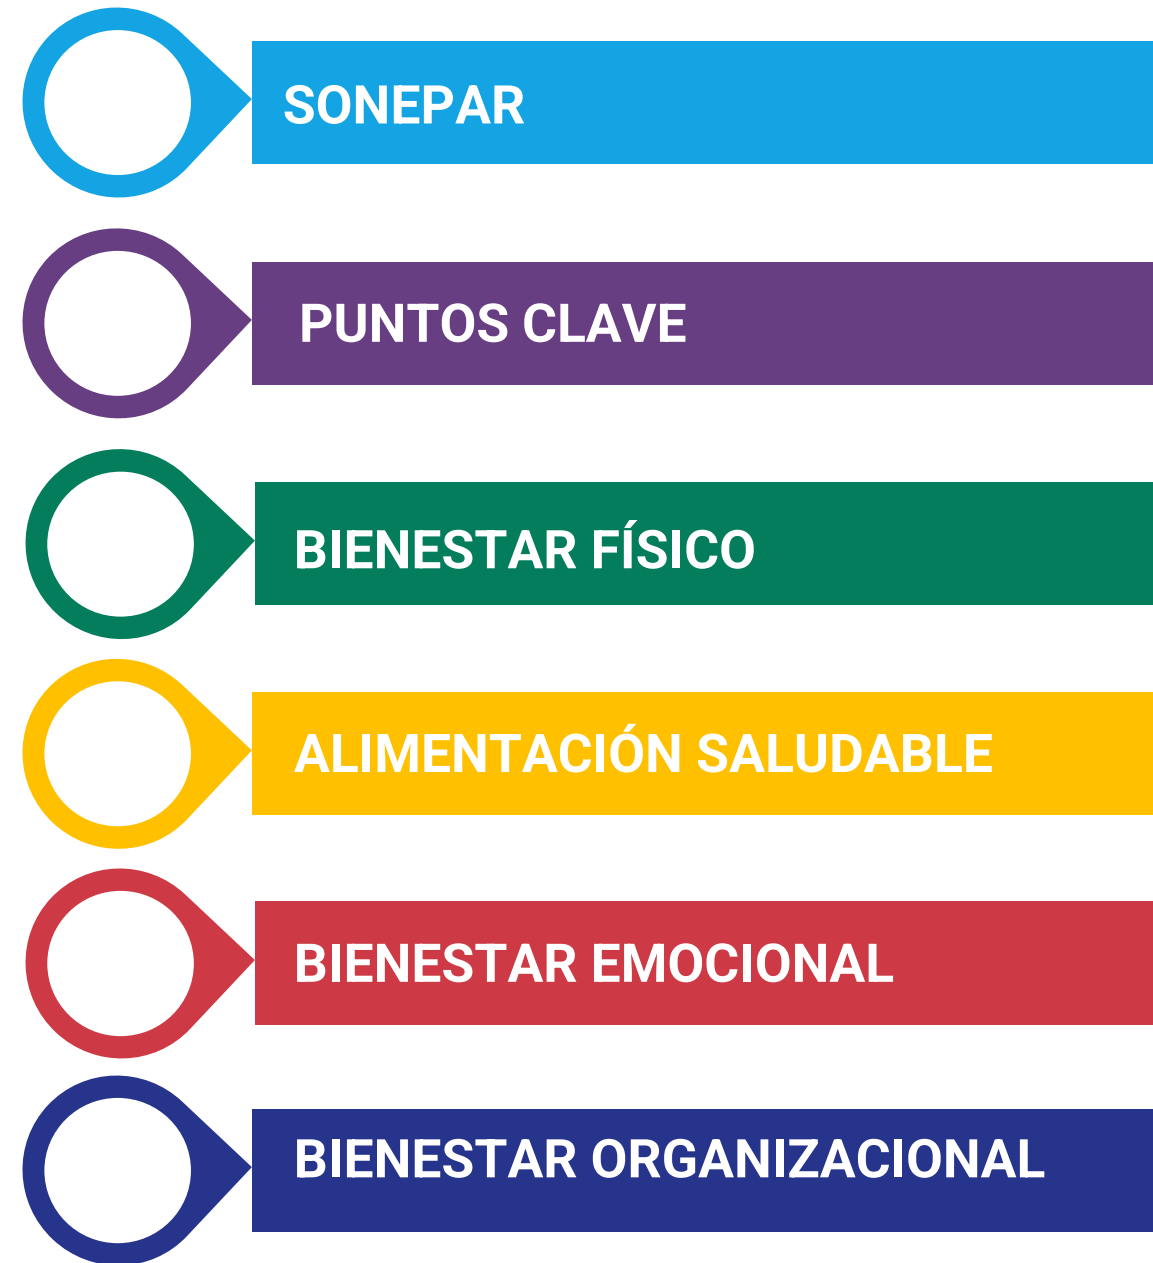 SONEPAR
PUNTOS CLAVE
BIENESTAR FÍSICO
ALIMENTACIÓN SALUDABLE
BIENESTAR EMOCIONAL
BIENESTAR ORGANIZACIONAL